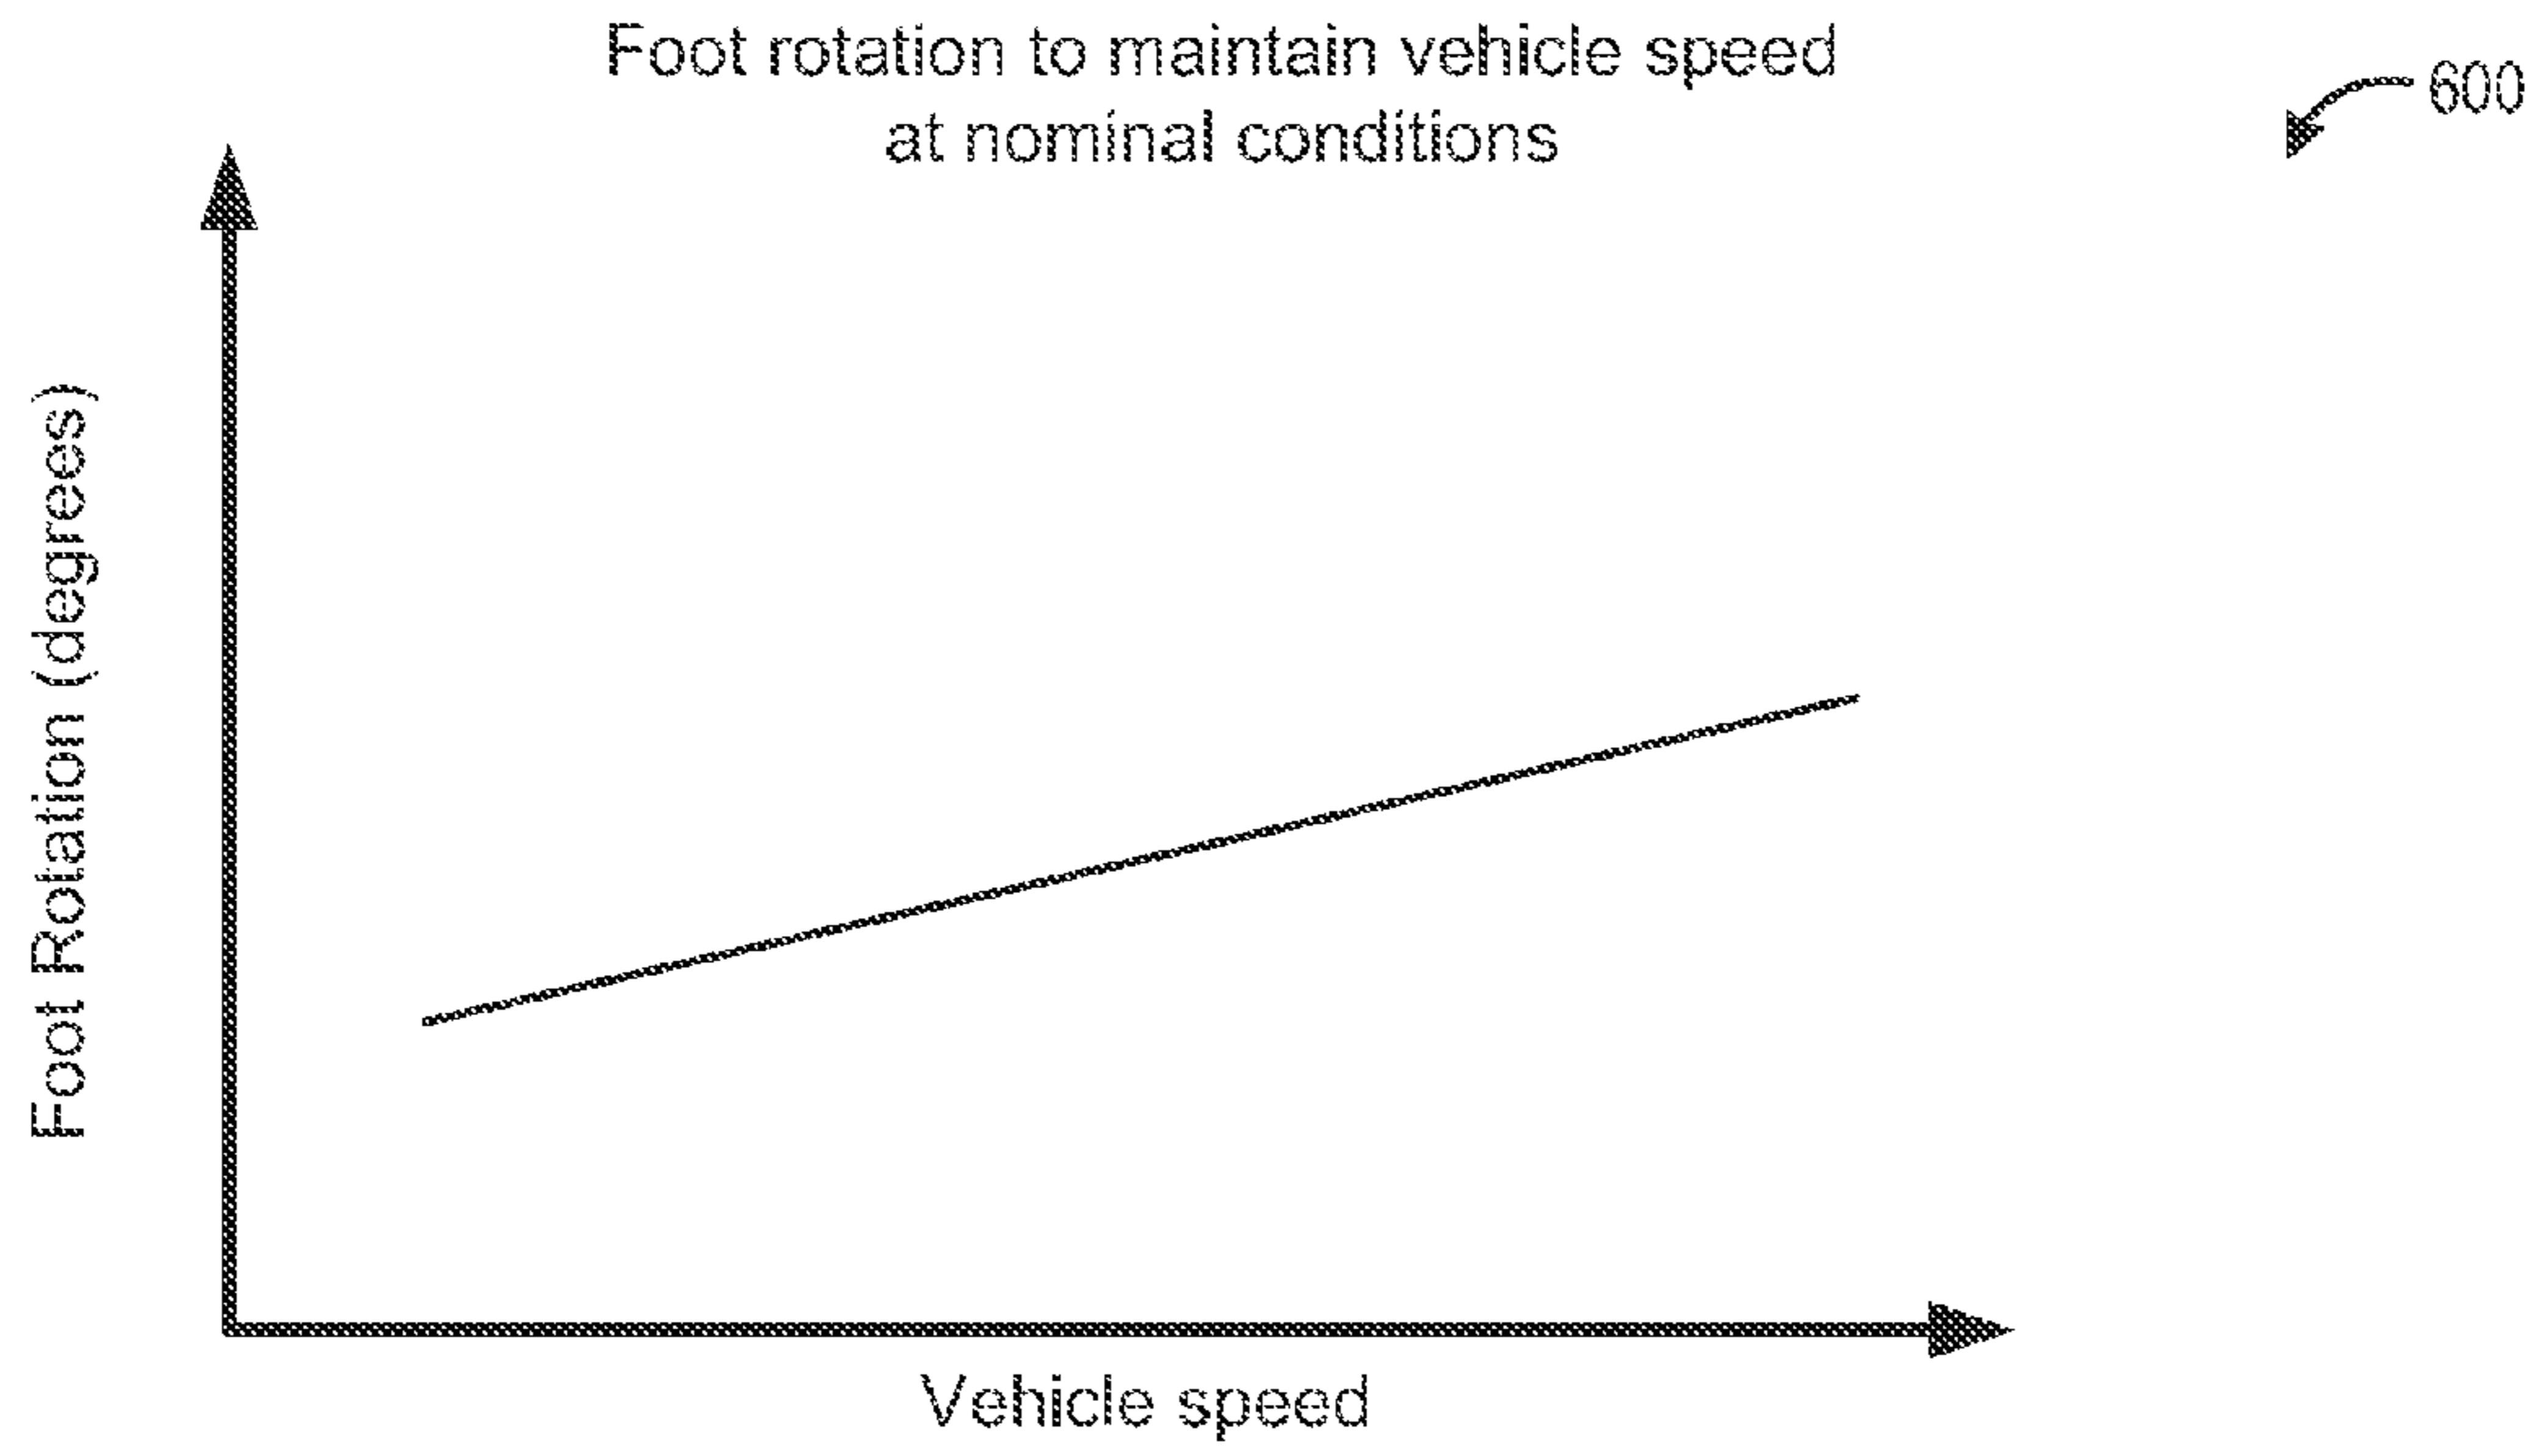 Foot rotation to maintain vehicle speed
at nominal conditions
600
Foot Rotation (degrees)
Vehicle speed